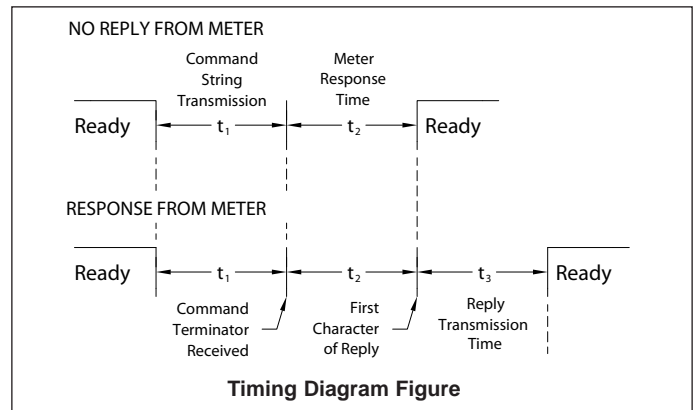 NO REPLY FROM METER
Command
String
Transmission
Meter
Response
Time
Ready
t₁
t₂
Ready
RESPONSE FROM METER
Ready
t₁
t₂
t₃
Ready
Command
Terminator
Received
First
Character
of Reply
Reply
Transmission
Time
Timing Diagram Figure